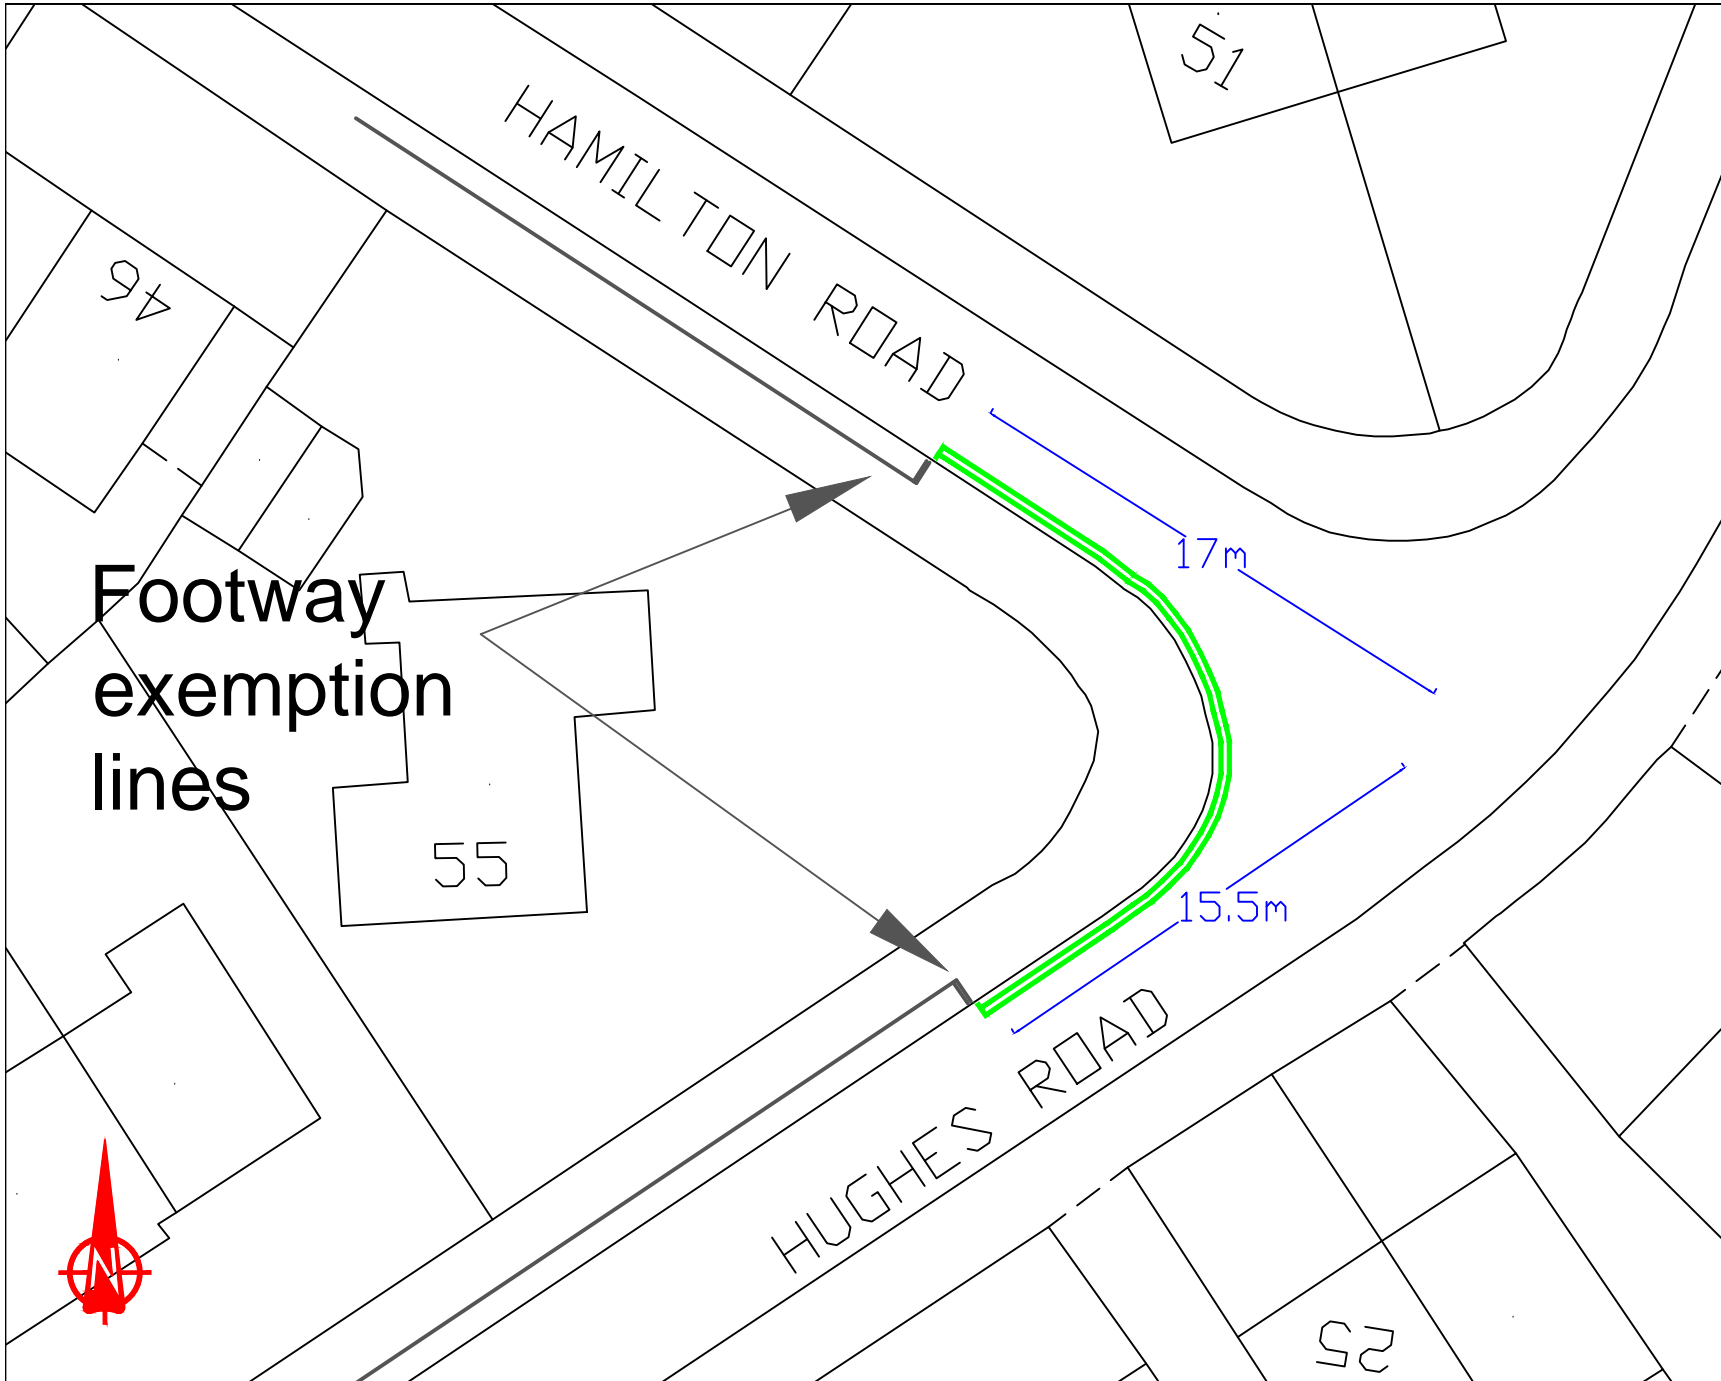 51
HAMILTON ROAD
46
17m
Footway
exemption
lines
55
15.5m
HUGHES ROAD
N
25